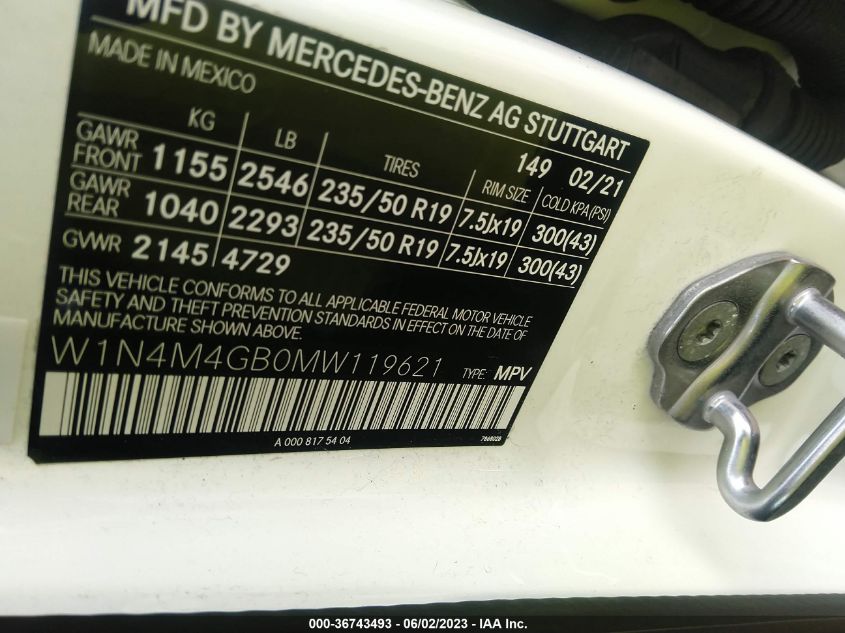 MFD BY MERCEDES-BENZ AG STUTTGART
MADE IN MEXICO 149 02/21
KG LB TIRES RIM SIZE COLD KPA(PSI)
GAWR FRONT 1155 2546 235/50 R19 7.5Jx19 300(43)
GAWR REAR 1040 2293 235/50 R19 7.5Jx19 300(43)
GVWR 2145 4729
THIS VEHICLE CONFORMS TO ALL APPLICABLE FEDERAL MOTOR VEHICLE
SAFETY AND THEFT PREVENTION STANDARDS IN EFFECT ON THE DATE OF
MANUFACTURE SHOWN ABOVE.
W1N4M4GB0MW119621 TYPE: MPV
A 000 817 54 04
000-36743493 - 06/02/2023 - IAA Inc.